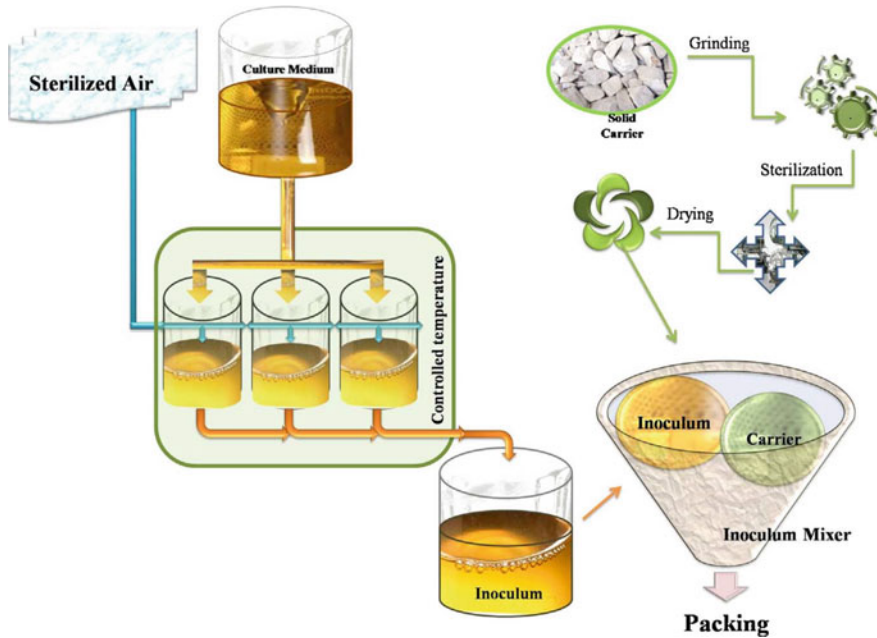 Sterilized Air
Culture Medium
Controlled temperature
Inoculum
Solid
Carrier
Grinding
Sterilization
Drying
Inoculum
Carrier
Inoculum Mixer
Packing